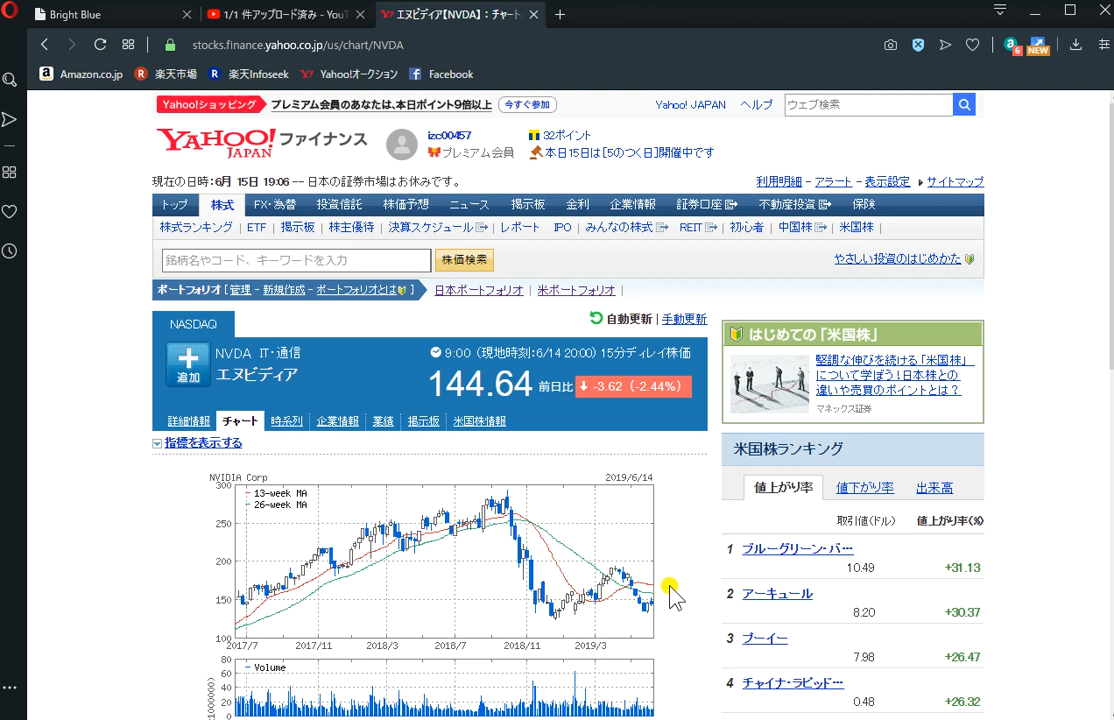 Bright Blue
1/1 件アップロード済み - YouT
エヌビディア【NVDA】：チャート
stocks.finance.yahoo.co.jp/us/chart/NVDA
6
NEW
Amazon.co.jp
楽天市場
楽天Infoseek
Yahoo!オークション
Facebook
Yahoo!ショッピング
プレミアム会員のあなたは、本日ポイント9倍以上
今すぐ参加
Yahoo! JAPAN
ヘルプ
ウェブ検索
YAHOO! JAPAN ファイナンス
izc00457
32ポイント
プレミアム会員
本日15日は[5のつく日]開催中です
現在の日時：6月 15日 19:06 -- 日本の証券市場はお休みです。
利用明細 - アラート - 表示設定
サイトマップ
トップ
株式
FX・為替
投資信託
株価予想
ニュース
掲示板
金利
企業情報
証券口座
不動産投資
保険
株式ランキング
ETF
掲示板
株主優待
決算スケジュール
レポート
IPO
みんなの株式
REIT
初心者
中国株
米国株
銘柄名やコード、キーワードを入力
株価検索
やさしい投資のはじめかた
ポートフォリオ [ 管理 - 新規作成 - ポートフォリオとは ]
日本ポートフォリオ
米ポートフォリオ
自動更新 | 手動更新
NASDAQ
追加
NVDA IT・通信
エヌビディア
9:00 (現地時刻：6/14 20:00) 15分ディレイ株価
144.64 前日比 -3.62 (-2.44%)
詳細情報
チャート
時系列
企業情報
業績
掲示板
米国株情報
指標を表示する
NVIDIA Corp
2019/6/14
13-week MA
26-week MA
300
250
200
150
100
2017/7
2017/11
2018/3
2018/7
2018/11
2019/3
Volume
80
60
40
20
0
(1000000)
はじめての「米国株」
堅調な伸びを続ける「米国株」
について学ぼう！日本株との
違いや売買のポイントとは？
マネックス証券
米国株ランキング
値上がり率
値下がり率
出来高
取引値(ドル)
値上がり率(%)
1 ブルーグリーン・バ…
10.49 +31.13
2 アーキュール
8.20 +30.37
3 プーイー
7.98 +26.47
4 チャイナ・ラピッド…
0.48 +26.32